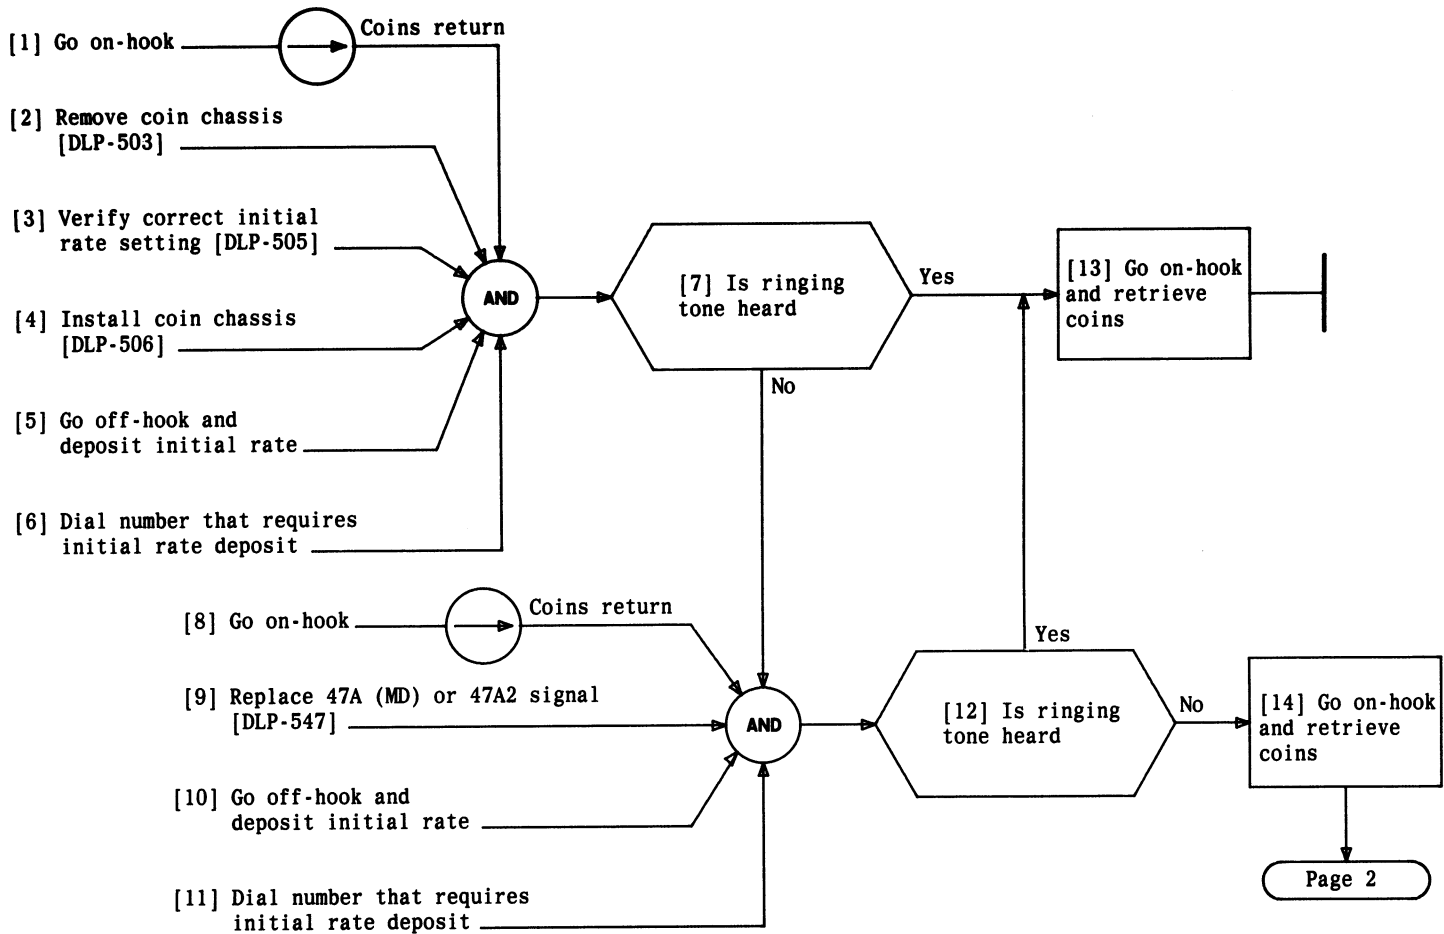 [1] Go on-hook
Coins return
[2] Remove coin chassis
[DLP-503]
[3] Verify correct initial
rate setting [DLP-505]
[4] Install coin chassis
[DLP-506]
[5] Go off-hook and
deposit initial rate
[6] Dial number that requires
initial rate deposit
AND
[7] Is ringing
tone heard
Yes
No
[13] Go on-hook
and retrieve
coins
[8] Go on-hook
Coins return
[9] Replace 47A (MD) or 47A2 signal
[DLP-547]
[10] Go off-hook and
deposit initial rate
[11] Dial number that requires
initial rate deposit
AND
[12] Is ringing
tone heard
Yes
No
[14] Go on-hook
and retrieve
coins
Page 2